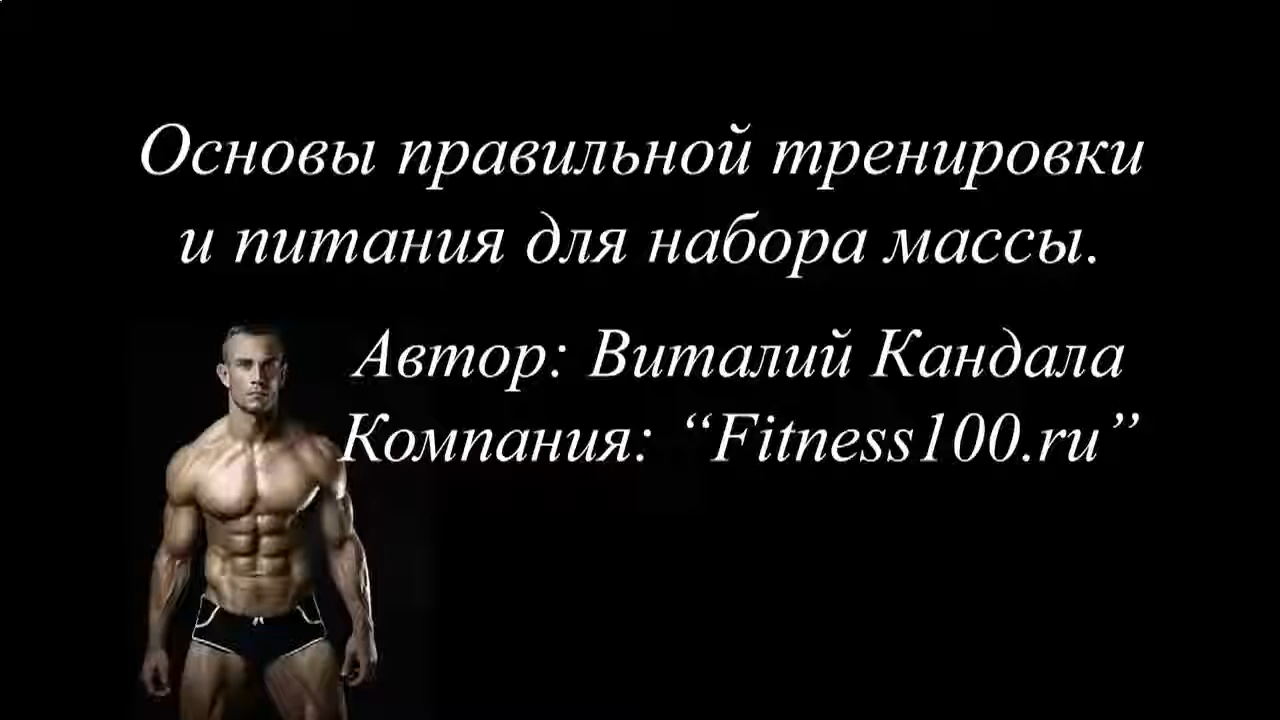 Основы правильной тренировки
и питания для набора массы.
Автор: Виталий Кандала
Компания: “Fitness100.ru”